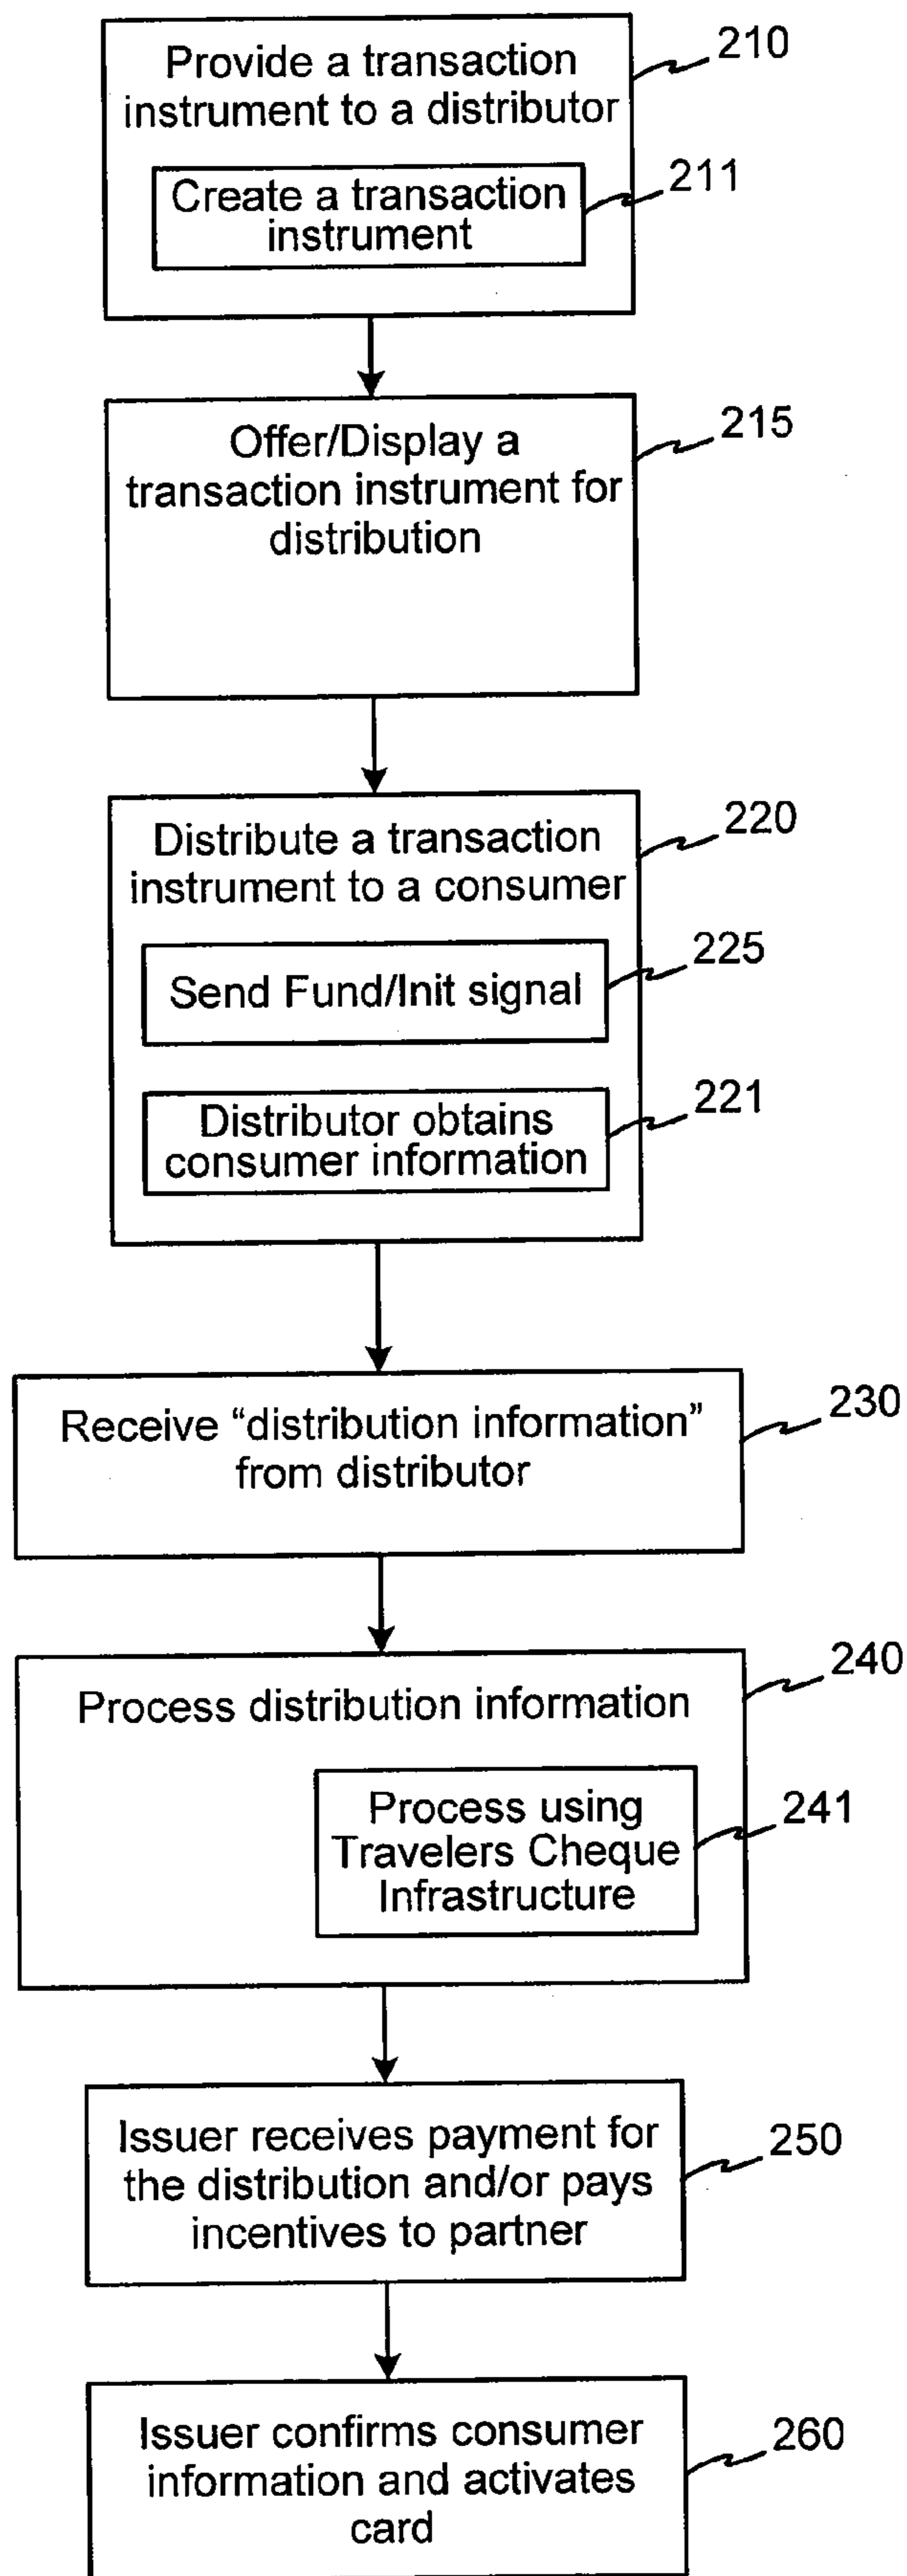 Provide a transaction
instrument to a distributor
210
Create a transaction
instrument
211
Offer/Display a
transaction instrument for
distribution
215
Distribute a transaction
instrument to a consumer
220
Send Fund/Init signal
225
Distributor obtains
consumer information
221
Receive “distribution information”
from distributor
230
Process distribution information
240
Process using
Travelers Cheque
Infrastructure
241
Issuer receives payment for
the distribution and/or pays
incentives to partner
250
Issuer confirms consumer
information and activates
card
260